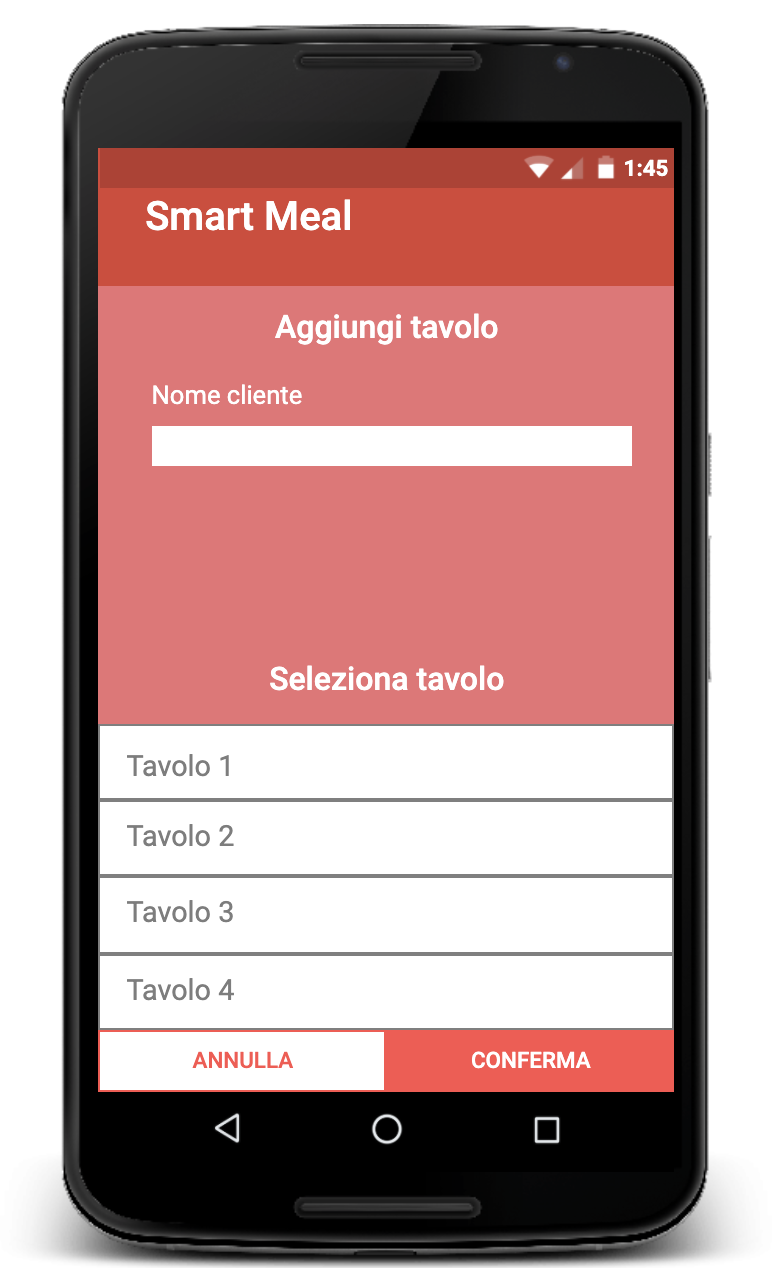 1:45
Smart Meal
Aggiungi tavolo
Nome cliente
Seleziona tavolo
Tavolo 1
Tavolo 2
Tavolo 3
Tavolo 4
ANNULLA CONFERMA